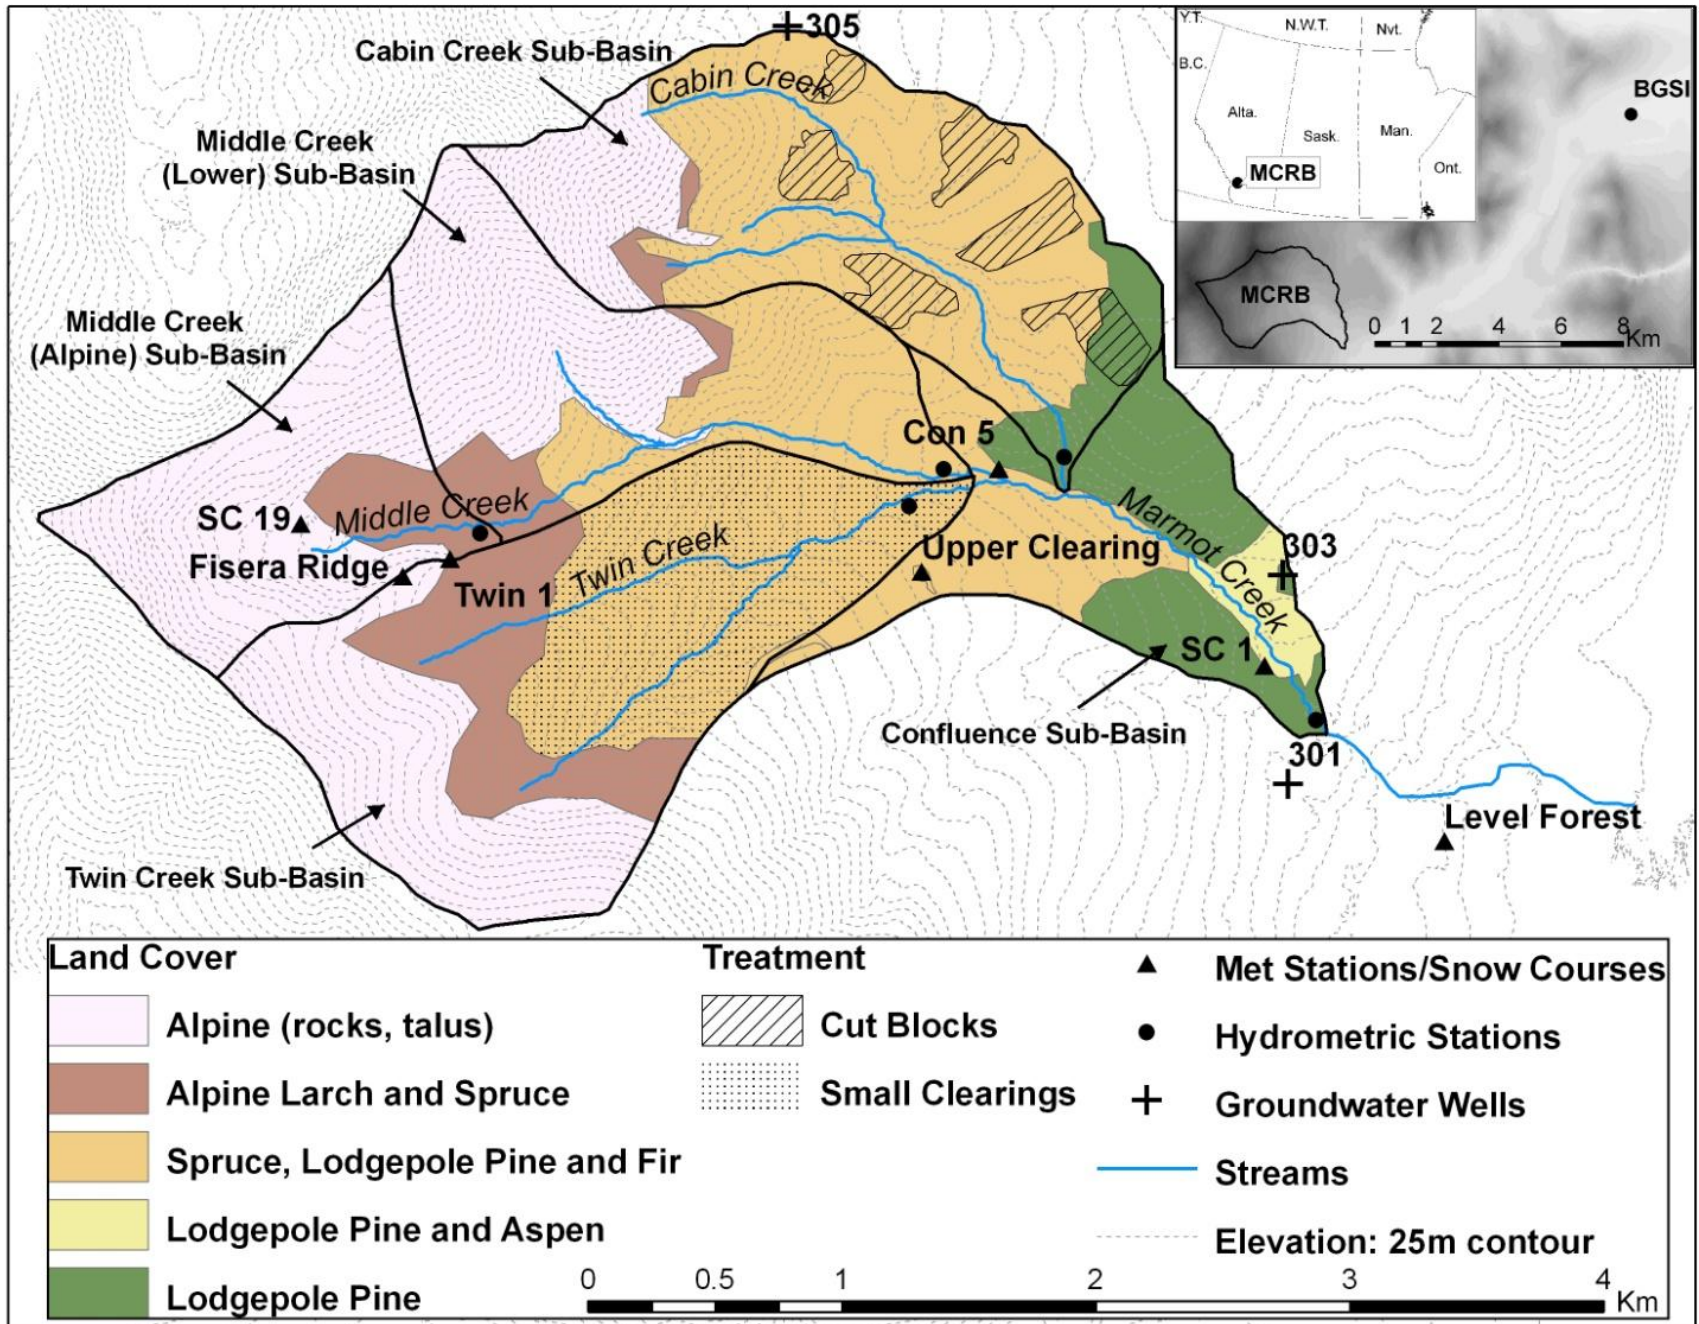 305
Cabin Creek Sub-Basin
Cabin Creek
Middle Creek
(Lower) Sub-Basin
Middle Creek
(Alpine) Sub-Basin
Y.T.
N.W.T.
Nvt.
B.C.
Alta.
Sask.
Man.
Ont.
MCRB
BGSI
MCRB
0 1 2 4 6 8
Km
Con 5
SC 19
Middle Creek
Fisera Ridge
Twin 1
Twin Creek
Upper Clearing
Marmot Creek
303
SC 1
Confluence Sub-Basin
301
Level Forest
Twin Creek Sub-Basin
Land Cover
Alpine (rocks, talus)
Alpine Larch and Spruce
Spruce, Lodgepole Pine and Fir
Lodgepole Pine and Aspen
Lodgepole Pine
Treatment
Cut Blocks
Small Clearings
Met Stations/Snow Courses
Hydrometric Stations
Groundwater Wells
Streams
Elevation: 25m contour
0 0.5 1 2 3 4
Km